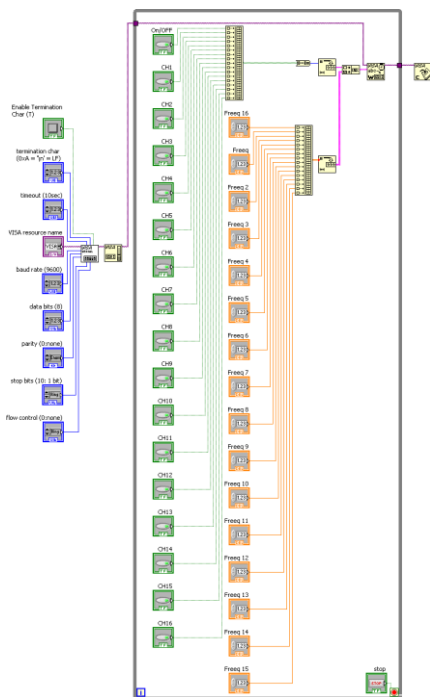 On/OFF
CH1
Enable Termination
Char (T)
CH2
Freeq 16
termination char
(0xA = '\n' = LF)
CH3
Freeq
timeout (10sec)
CH4
Freeq 2
VISA resource name
CH5
Freeq 3
baud rate (9600)
CH6
Freeq 4
data bits (8)
CH7
Freeq 5
parity (0:none)
CH8
Freeq 6
stop bits (10: 1 bit)
CH9
Freeq 7
flow control (0:none)
CH10
Freeq 8
CH11
Freeq 9
CH12
Freeq 10
CH13
Freeq 11
CH14
Freeq 12
CH15
Freeq 13
CH16
Freeq 14
Freeq 15
stop
STOP
i